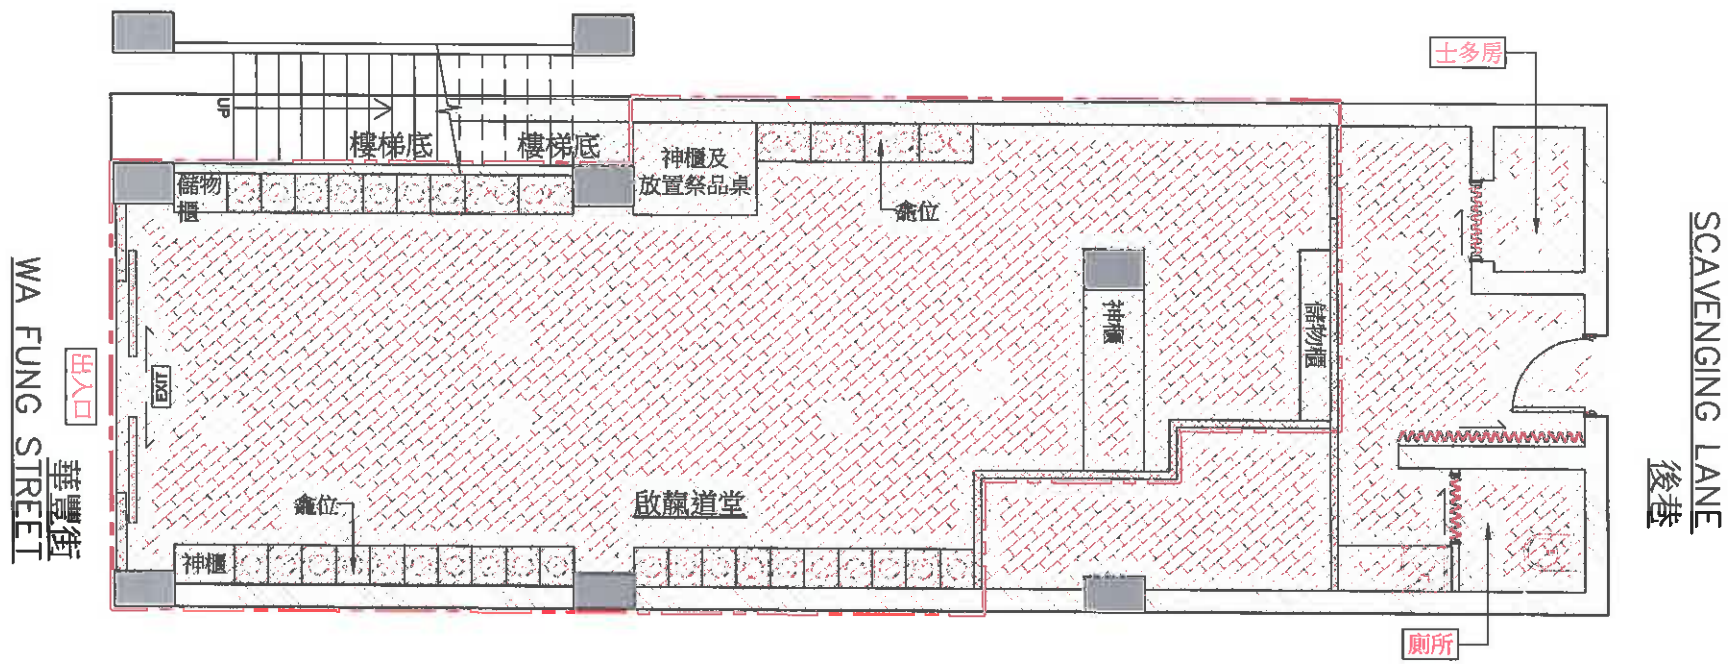 士多房
UP
樓梯底
樓梯底
神櫃及
放置祭品桌
儲物
櫃
龕位
神櫃
儲物櫃
EXIT
出入口
WA FUNG STREET
華豐街
SCAVENGING LANE
後巷
龕位
啟龍道堂
神櫃
廁所